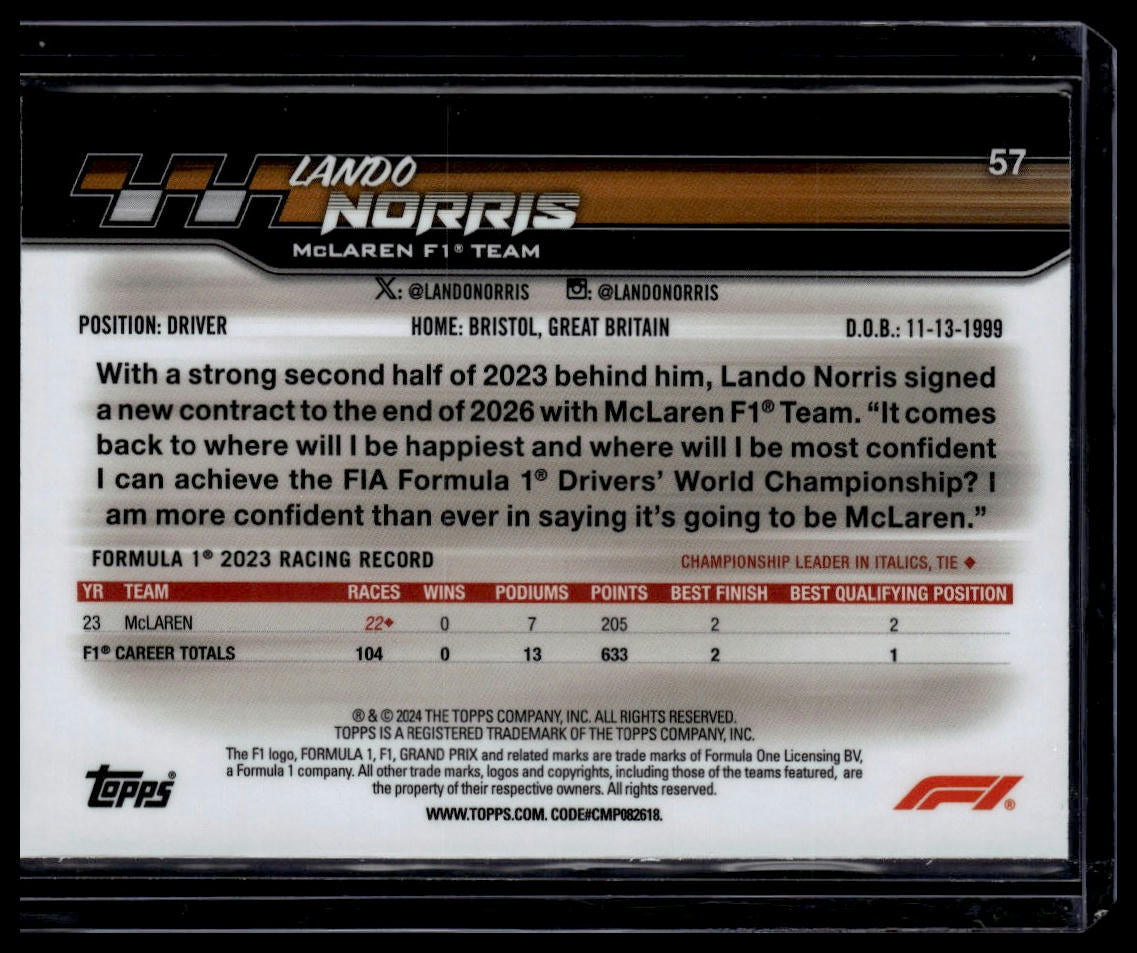 57
LANDO
NORRIS
McLAREN F1® TEAM
X: @LANDONORRIS : @LANDONORRIS
POSITION: DRIVER HOME: BRISTOL, GREAT BRITAIN D.O.B.: 11-13-1999
With a strong second half of 2023 behind him, Lando Norris signed
a new contract to the end of 2026 with McLaren F1® Team. “It comes
back to where will I be happiest and where will I be most confident
I can achieve the FIA Formula 1® Drivers’ World Championship? I
am more confident than ever in saying it’s going to be McLaren.”
FORMULA 1® 2023 RACING RECORD CHAMPIONSHIP LEADER IN ITALICS, TIE ♦
YR TEAM RACES WINS PODIUMS POINTS BEST FINISH BEST QUALIFYING POSITION
23 McLAREN 22♦ 0 7 205 2 2
F1® CAREER TOTALS 104 0 13 633 2 1
® & © 2024 THE TOPPS COMPANY, INC. ALL RIGHTS RESERVED.
TOPPS IS A REGISTERED TRADEMARK OF THE TOPPS COMPANY, INC.
The F1 logo, FORMULA 1, F1, GRAND PRIX and related marks are trade marks of Formula One Licensing BV,
a Formula 1 company. All other trade marks, logos and copyrights, including those of the teams featured, are
the property of their respective owners. All rights reserved.
WWW.TOPPS.COM. CODE#CMP082618.
Topps® F1®